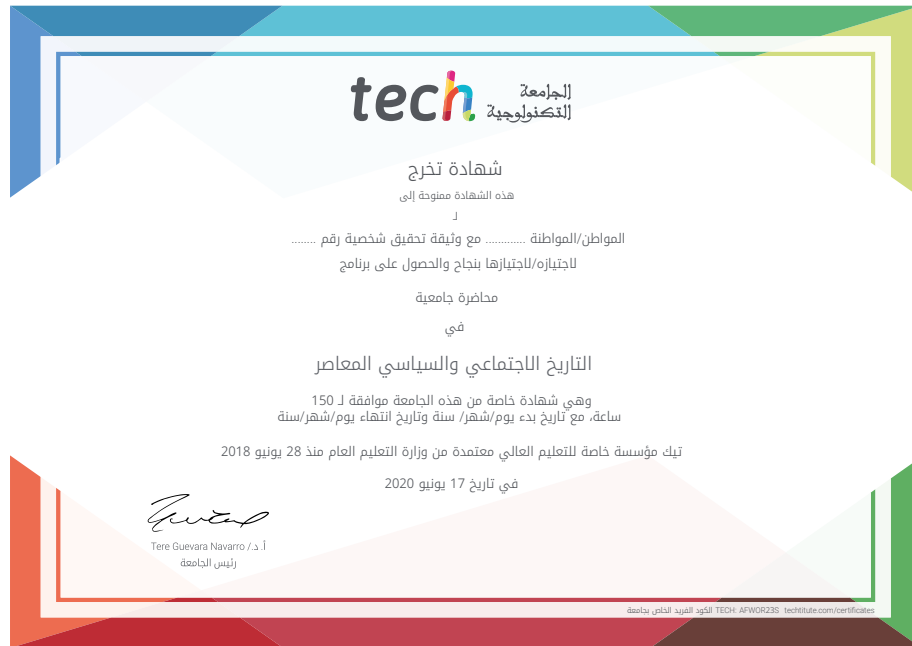 tech الجامعة
التكنولوجية
شهادة تخرج
هذه الشهادة ممنوحة إلى
لـ
المواطن/المواطنة ............ مع وثيقة تحقيق شخصية رقم ........
لاجتيازه/لاجتيازها بنجاح والحصول على برنامج
محاضرة جامعية
في
التاريخ الاجتماعي والسياسي المعاصر
وهي شهادة خاصة من هذه الجامعة موافقة لـ 150
ساعة، مع تاريخ بدء يوم/شهر/ سنة وتاريخ انتهاء يوم/شهر/سنة
تيك مؤسسة خاصة للتعليم العالي معتمدة من وزارة التعليم العام منذ 28 يونيو 2018
في تاريخ 17 يونيو 2020
أ.د./ Tere Guevara Navarro
رئيس الجامعة
الكود الفريد الخاص بجامعة TECH: AFWOR23S techtitute.com/certificates